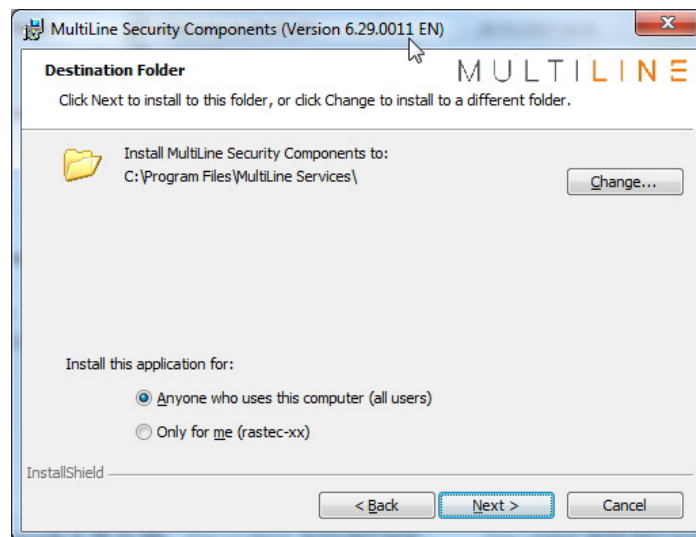 MultiLine Security Components (Version 6.29.0011 EN)
Destination Folder
MULTILINE
Click Next to install to this folder, or click Change to install to a different folder.
Install MultiLine Security Components to:
C:\Program Files\MultiLine Services\
Change...
Install this application for:
Anyone who uses this computer (all users)
Only for me (rastec-xx)
InstallShield
< Back
Next >
Cancel